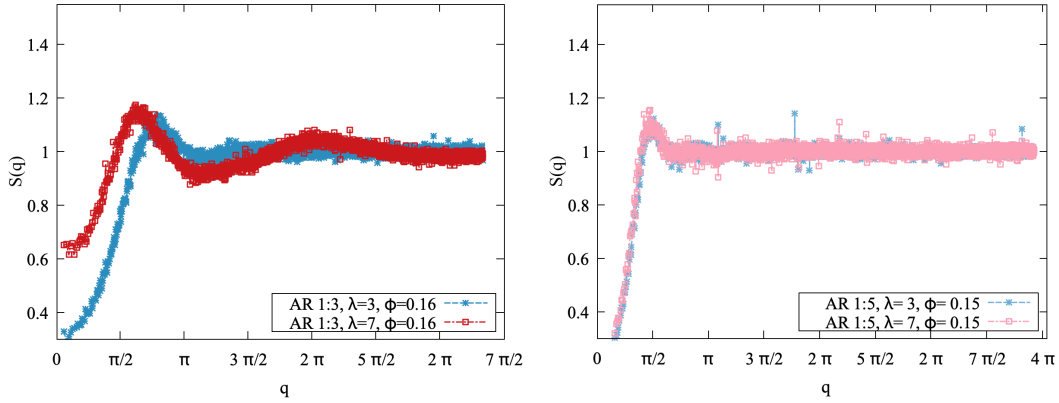 1.4
1.2
1
0.8
0.6
0.4
S(q)
AR 1:3, λ=3, ϕ=0.16
AR 1:3, λ=7, ϕ=0.16
0 π/2 π 3 π/2 2 π 5 π/2 2 π 7 π/2
q
1.4
1.2
1
0.8
0.6
0.4
S(q)
AR 1:5, λ= 3, ϕ= 0.15
AR 1:5, λ= 7, ϕ= 0.15
0 π/2 π 3 π/2 2 π 5 π/2 2 π 7 π/2 4 π
q